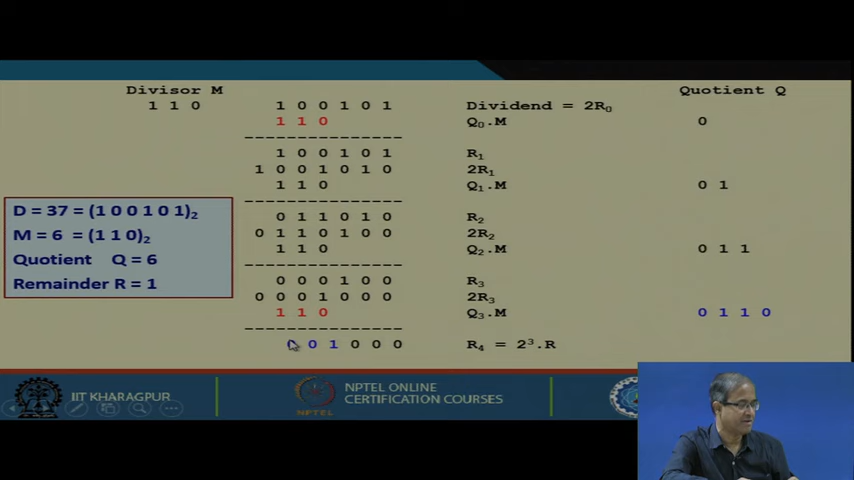 Divisor M Quotient Q
1 1 0 1 0 0 1 0 1 Dividend = 2R₀
1 1 0 Q₀.M 0
1 0 0 1 0 1 R₁
1 0 0 1 0 1 0 2R₁
1 1 0 Q₁.M 0 1
0 1 1 0 1 0 R₂
0 1 1 0 1 0 0 2R₂
1 1 0 Q₂.M 0 1 1
0 0 0 1 0 0 R₃
0 0 0 1 0 0 0 2R₃
1 1 0 Q₃.M 0 1 1 0
0 0 1 0 0 0 R₄ = 2³.R
D = 37 = (1 0 0 1 0 1)₂
M = 6 = (1 1 0)₂
Quotient Q = 6
Remainder R = 1
IIT KHARAGPUR
NPTEL
NPTEL ONLINE
CERTIFICATION COURSES